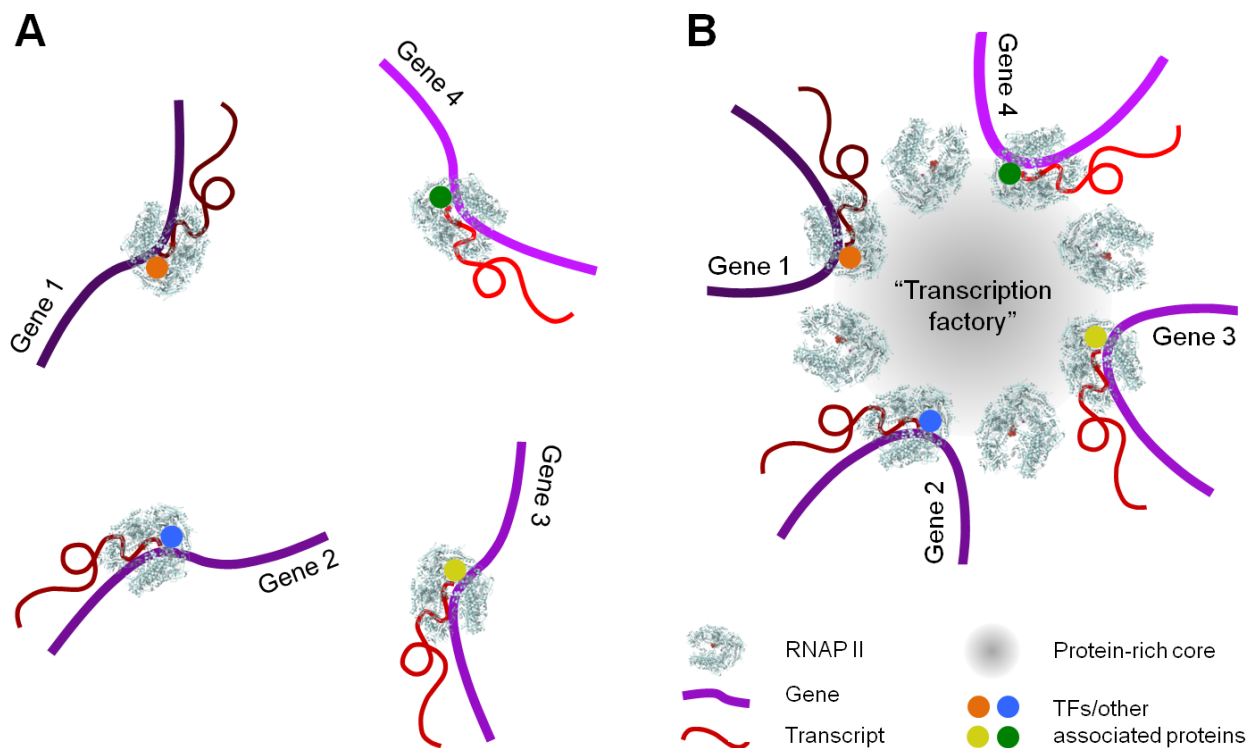 A
Gene 1
Gene 4
Gene 2
Gene 3
B
Gene 4
Gene 1
“Transcription
factory”
Gene 3
Gene 2
RNAP II
Gene
Transcript
Protein-rich core
TFs/other
associated proteins